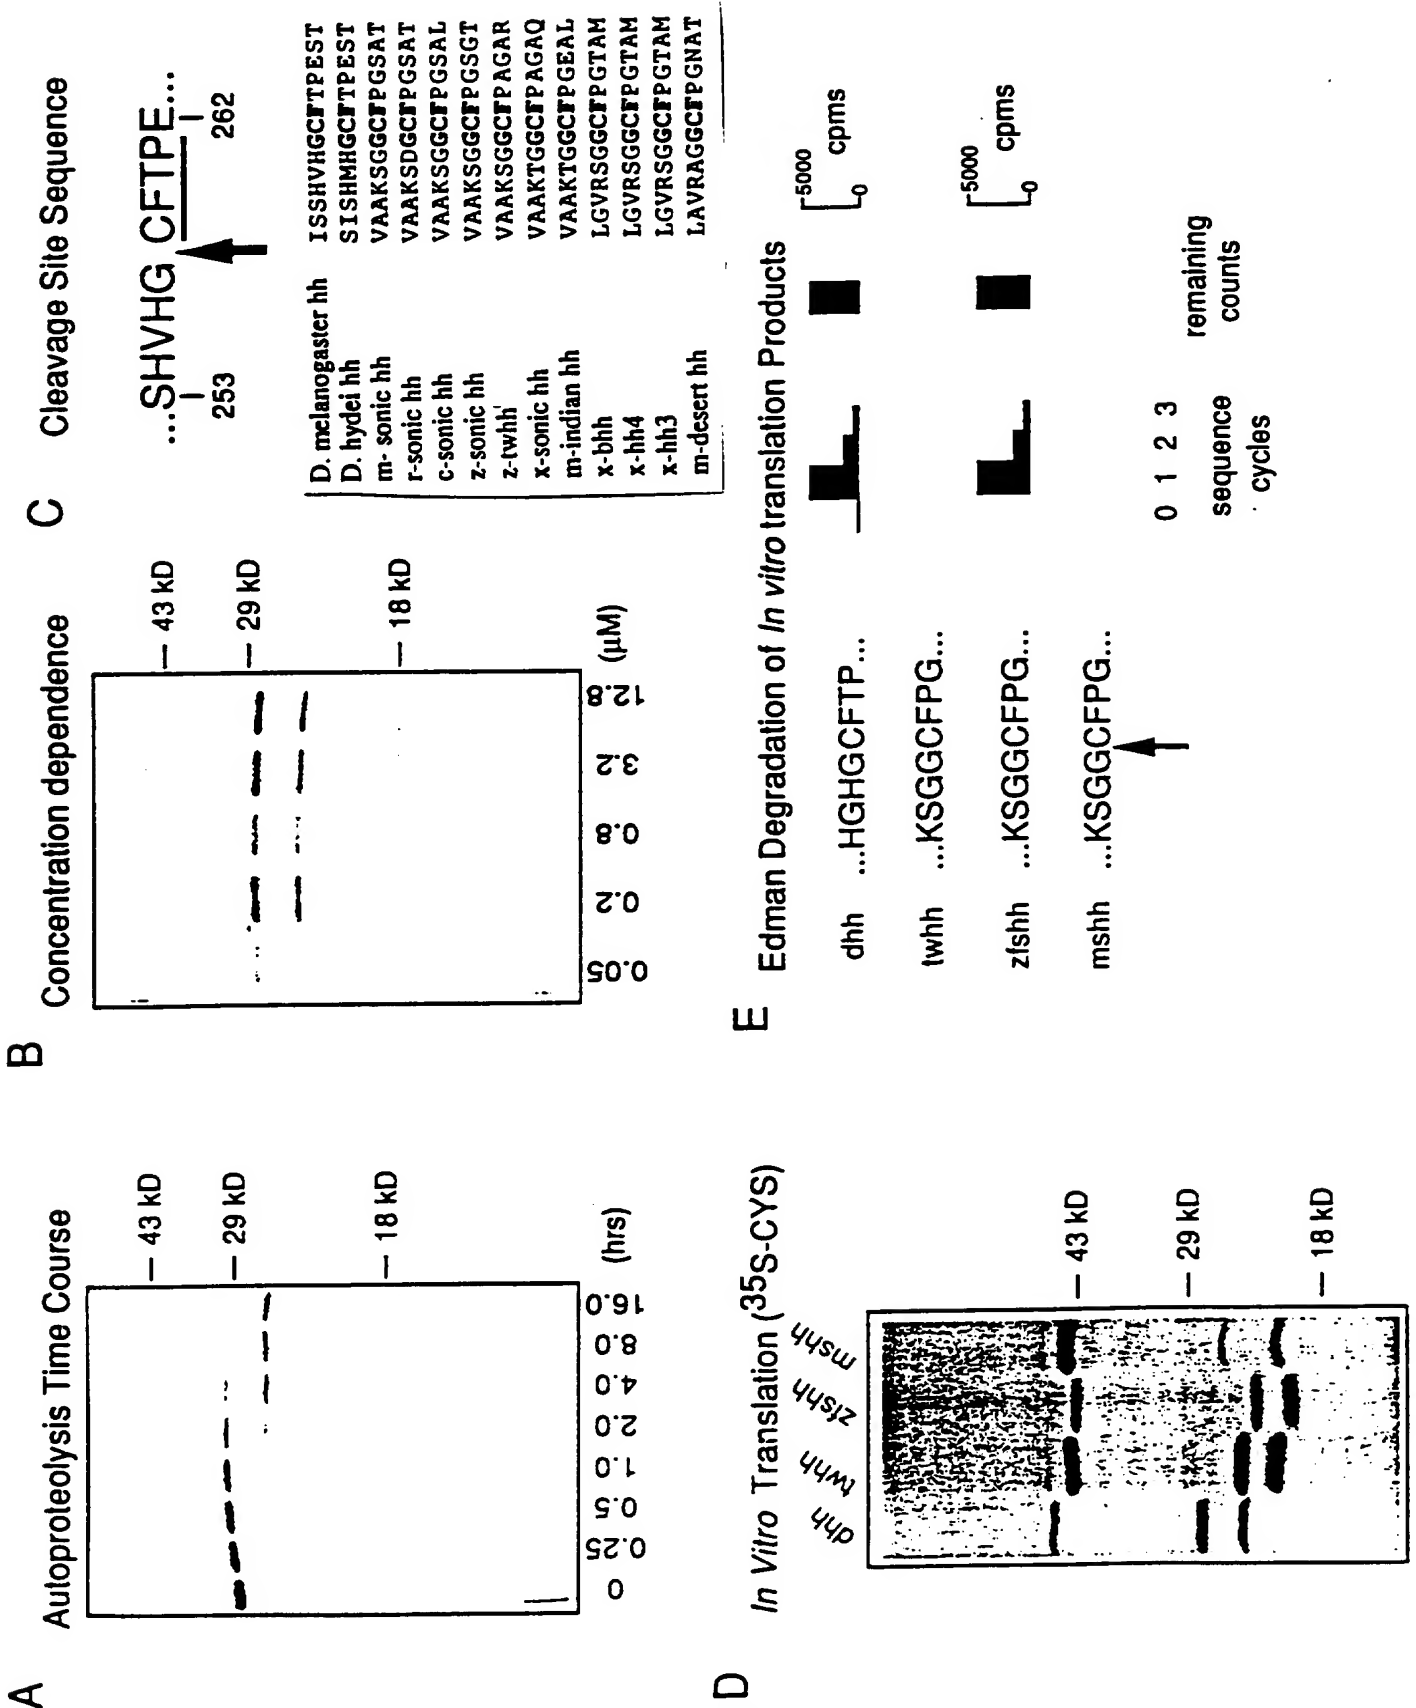 A
Autoproteolysis Time Course
43 kD
29 kD
18 kD
0 0.25 0.5 1.0 2.0 4.0 8.0 16.0 (hrs)
B
Concentration dependence
43 kD
29 kD
18 kD
0.05 0.2 0.8 3.2 12.8 (µM)
C
Cleavage Site Sequence
...SHVHG CFTPE...
253 262
D. melanogaster hh ISSHVHGCFTPEST
D. hydei hh SISHMHGCFTPEST
m- sonic hh VAAKSGGCFPGSAT
r-sonic hh VAAKSDGCFPGSAT
c-sonic hh VAAKSGGCFPGSAL
z-sonic hh VAAKSGGCFPGSGT
z-twhh VAAKSGGCFPAGAR
x-sonic hh VAAKTGGCFPAGAQ
m-indian hh VAAKTGGCFPGEAL
x-bhh LGVRSGGCFPGTAM
x-hh4 LGVRSGGCFPGTAM
x-hh3 LGVRSGGCFPGTAM
m-desert hh LAVRAGGCFPGNAT
D
In Vitro Translation (35S-CYS)
dhh twhh zfshh mshh
43 kD
29 kD
18 kD
E
Edman Degradation of In vitro translation Products
dhh ...HGHGCFTP...
twhh ...KSGGCFPG...
zfshh ...KSGGCFPG...
mshh ...KSGGCFPG...
5000
cpms
0
5000
cpms
0
0 1 2 3
sequence
cycles
remaining
counts